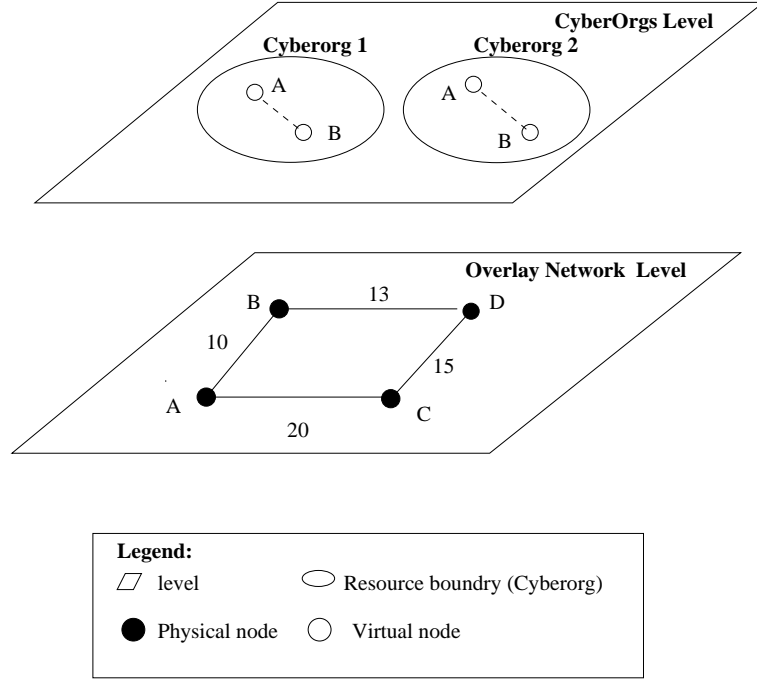 CyberOrgs Level
Cyberorg 1
Cyberorg 2
A
B
A
B
Overlay Network Level
B
13
D
10
15
A
C
20
Legend:
level
Resource boundry (Cyberorg)
Physical node
Virtual node